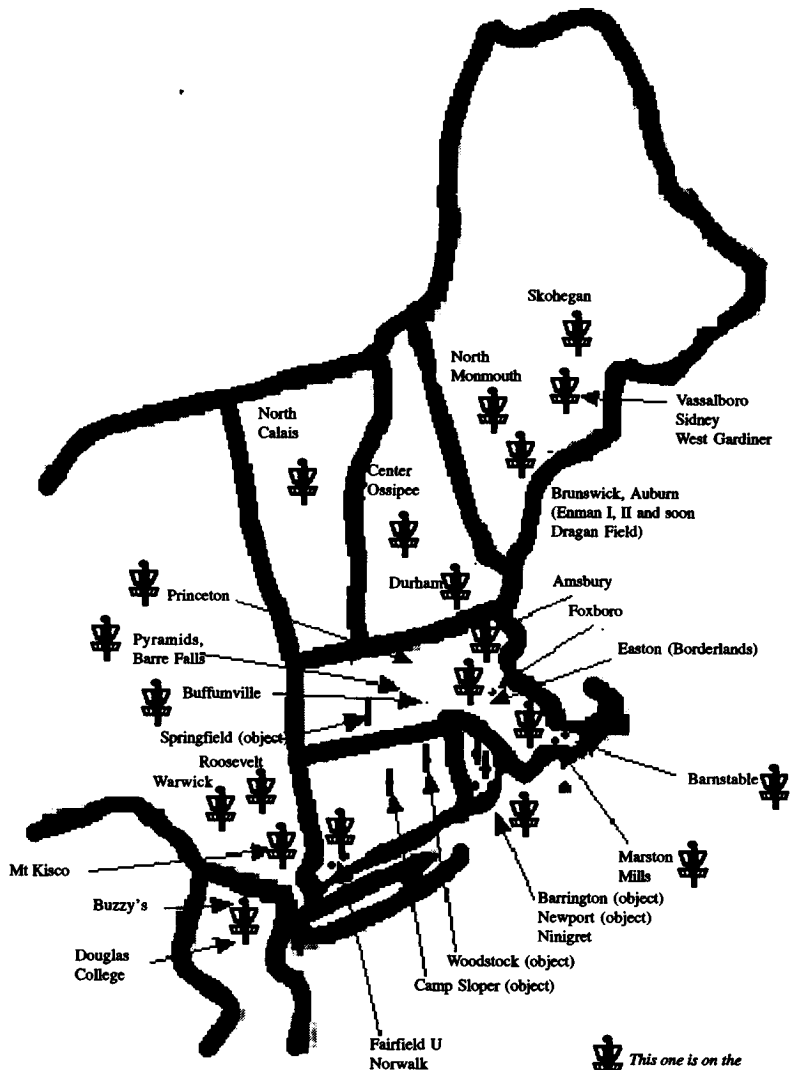 Skohegan
North
Monmouth
Vassalboro
Sidney
West Gardiner
North
Calais
Center
Ossipee
Brunswick, Auburn
(Enman I, II and soon
Dragan Field)
Durham
Amsbury
Princeton
Foxboro
Pyramids,
Barre Falls
Easton (Borderlands)
Buffumville
Springfield (object)
Roosevelt
Warwick
Barnstable
Mt Kisco
Marston
Mills
Buzzy's
Barrington (object)
Newport (object)
Ninigret
Douglas
College
Woodstock (object)
Camp Sloper (object)
Fairfield U
Norwalk
This one is on the